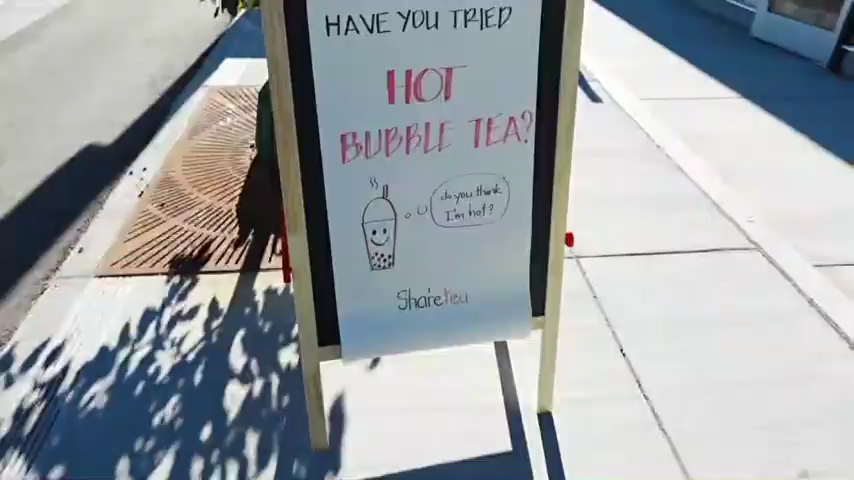 HAVE YOU TRIED
HOT
BUBBLE TEA?
do you think
I'm hot?
Sharetea